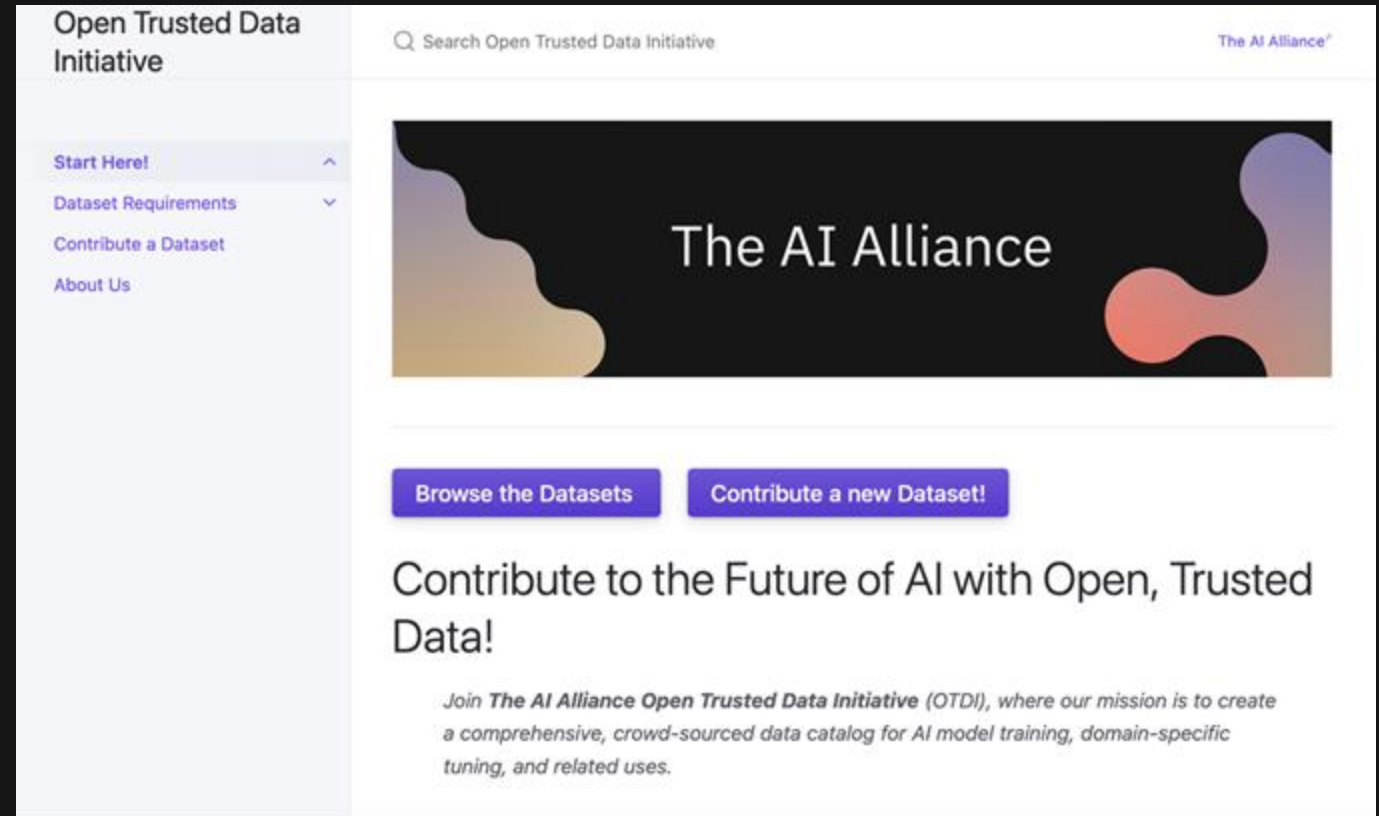 Open Trusted Data
Initiative
Search Open Trusted Data Initiative
The AI Alliance
Start Here!
Dataset Requirements
Contribute a Dataset
About Us
The AI Alliance
Browse the Datasets
Contribute a new Dataset!
Contribute to the Future of AI with Open, Trusted
Data!
Join The AI Alliance Open Trusted Data Initiative (OTDI), where our mission is to create
a comprehensive, crowd-sourced data catalog for AI model training, domain-specific
tuning, and related uses.